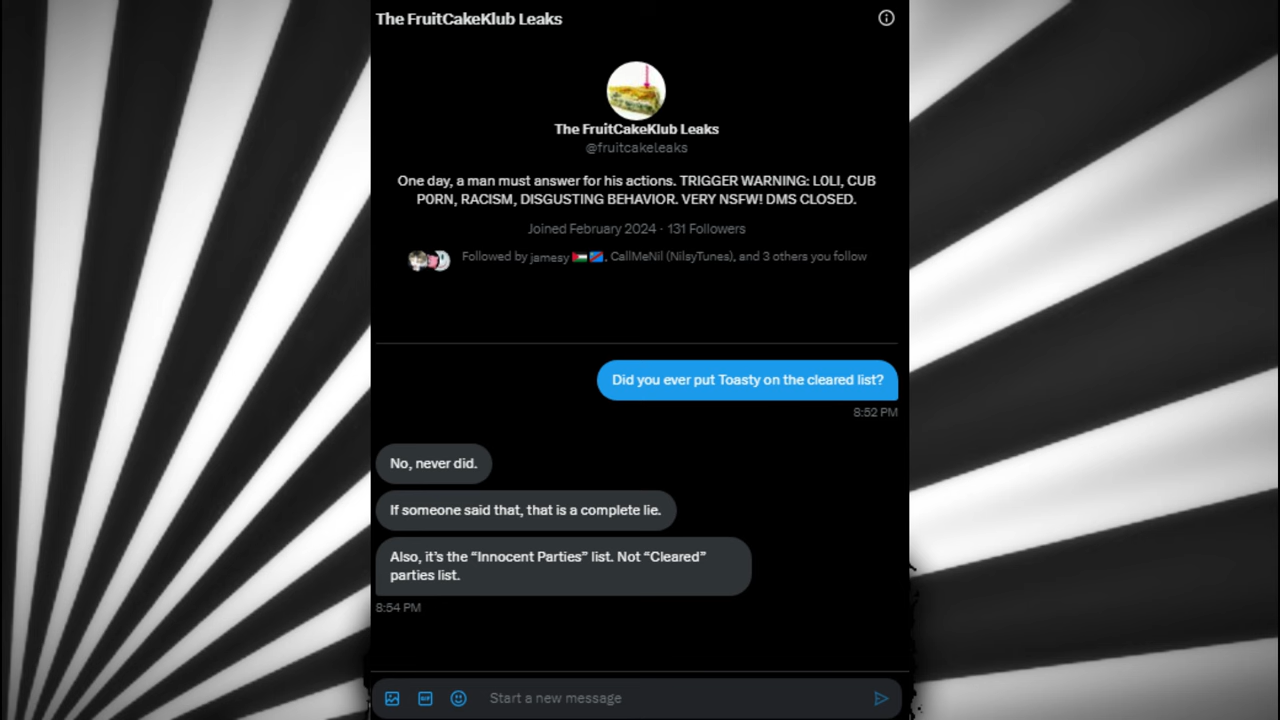 The FruitCakeKlub Leaks
The FruitCakeKlub Leaks
@fruitcakeleaks
One day, a man must answer for his actions. TRIGGER WARNING: L0LI, CUB
P0RN, RACISM, DISGUSTING BEHAVIOR. VERY NSFW! DMS CLOSED.
Joined February 2024 · 131 Followers
Followed by jamesy 🇵🇸🇨🇩, CallMeNil (NilsyTunes), and 3 others you follow
Did you ever put Toasty on the cleared list?
8:52 PM
No, never did.
If someone said that, that is a complete lie.
Also, it's the “Innocent Parties” list. Not “Cleared”
parties list.
8:54 PM
GIF
Start a new message